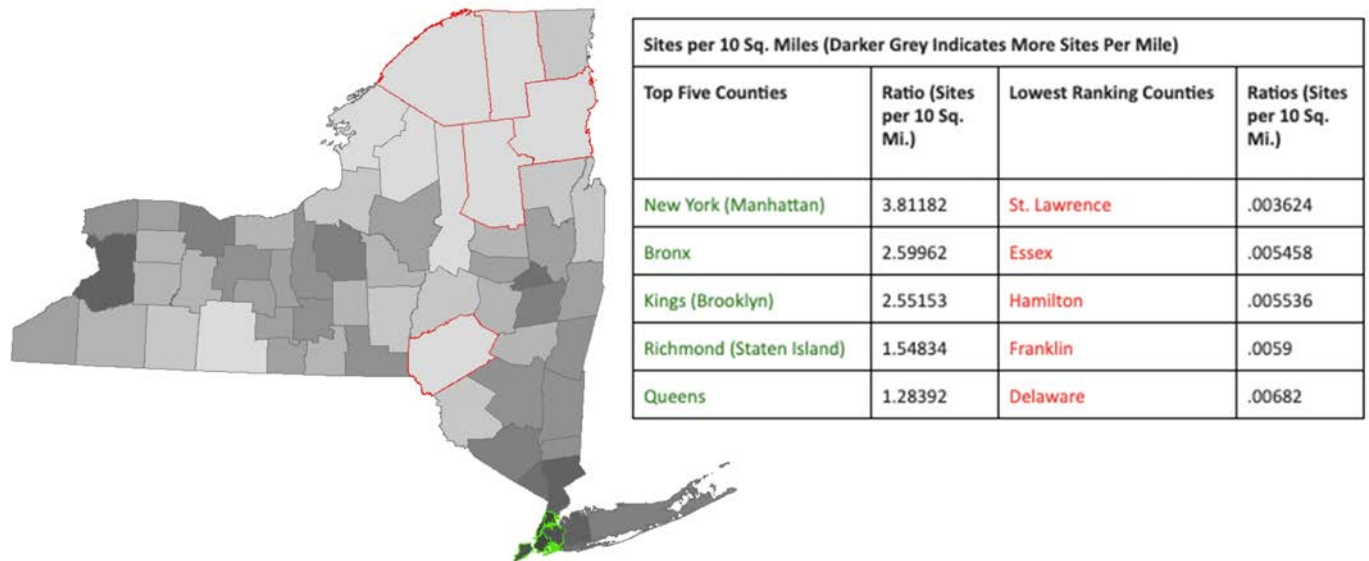 Sites per 10 Sq. Miles (Darker Grey Indicates More Sites Per Mile)
Top Five Counties
Ratio (Sites
per 10 Sq.
Mi.)
Lowest Ranking Counties
Ratios (Sites
per 10 Sq.
Mi.)
New York (Manhattan) 3.81182 St. Lawrence .003624
Bronx 2.59962 Essex .005458
Kings (Brooklyn) 2.55153 Hamilton .005536
Richmond (Staten Island) 1.54834 Franklin .0059
Queens 1.28392 Delaware .00682